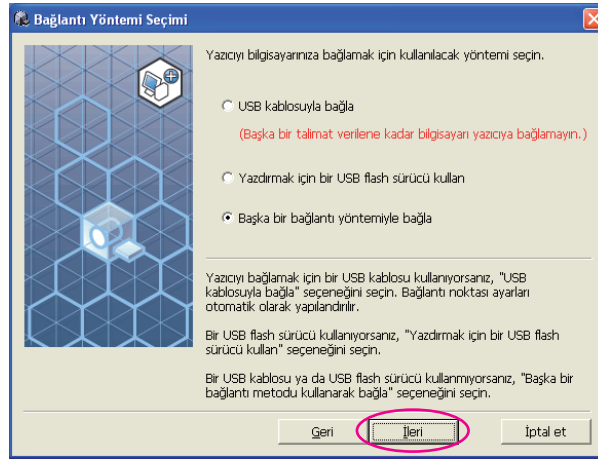 Bağlantı Yöntemi Seçimi
Yazıcıyı bilgisayarınıza bağlamak için kullanılacak yöntemi seçin.
USB kablosuyla bağla
(Başka bir talimat verilene kadar bilgisayarı yazıcıya bağlamayın.)
Yazdırmak için bir USB flash sürücü kullan
Başka bir bağlantı yöntemiyle bağla
Yazıcıyı bağlamak için bir USB kablosu kullanıyorsanız, "USB
kablosuyla bağla" seçeneğini seçin. Bağlantı noktası ayarları
otomatik olarak yapılandırılır.
Bir USB flash sürücü kullanıyorsanız, "Yazdırmak için bir USB flash
sürücü kullan" seçeneğini seçin.
Bir USB kablosu ya da USB flash sürücü kullanmıyorsanız, "Başka bir
bağlantı metodu kullanarak bağla" seçeneğini seçin.
Geri İleri İptal et